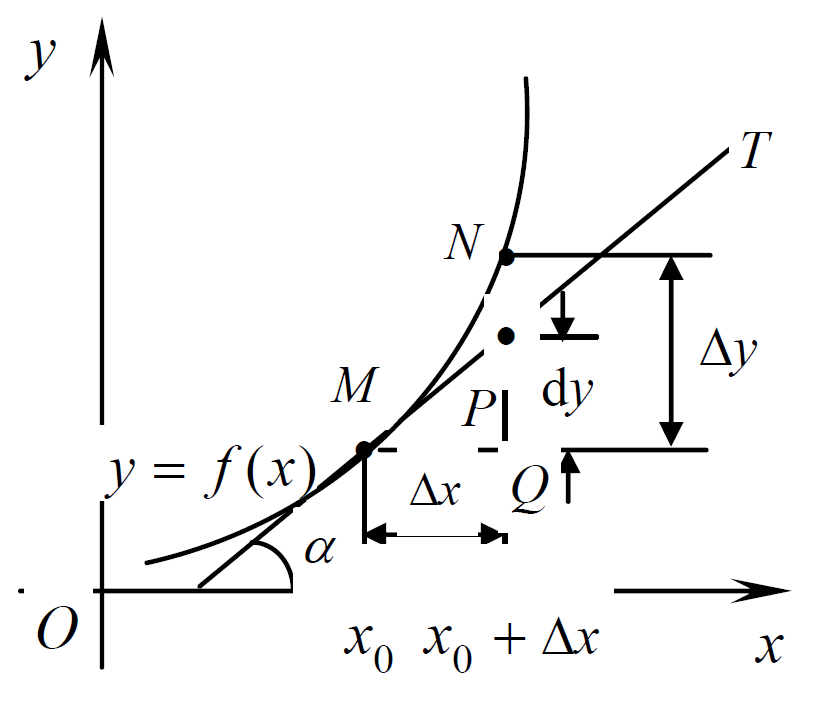 y
T
N
Δy
M
P
dy
y = f(x)
Δx
Q
α
O
x₀ x₀ + Δx
x